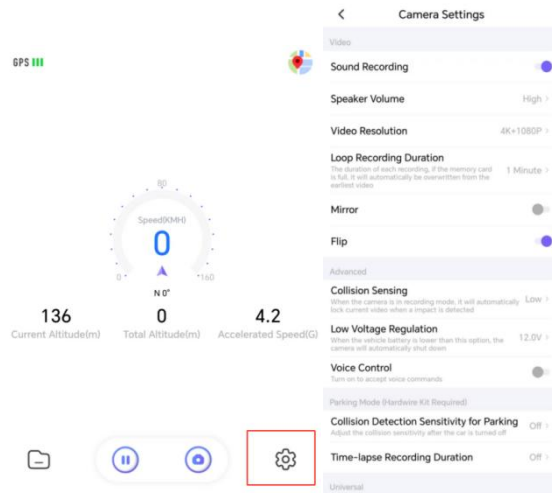 GPS
80
Speed(KMH)
0
0
160
N 0°
136
0
4.2
Current Altitude(m)
Total Altitude(m)
Accelerated Speed(G)
Camera Settings
Video
Sound Recording
Speaker Volume
High
Video Resolution
4K+1080P
Loop Recording Duration
The duration of each recording, if the memory card
is full, it will automatically be overwritten from the
earliest video
1 Minute
Mirror
Flip
Advanced
Collision Sensing
When the camera is in recording mode, it will automatically
lock current video when a impact is detected
Low
Low Voltage Regulation
When the vehicle battery is lower than this option, the
camera will automatically shut down
12.0V
Voice Control
Turn on to accept voice commands
Parking Mode (Hardwire Kit Required)
Collision Detection Sensitivity for Parking
Adjust the collision sensitivity after the car is turned off
Off
Time-lapse Recording Duration
Off
Universal